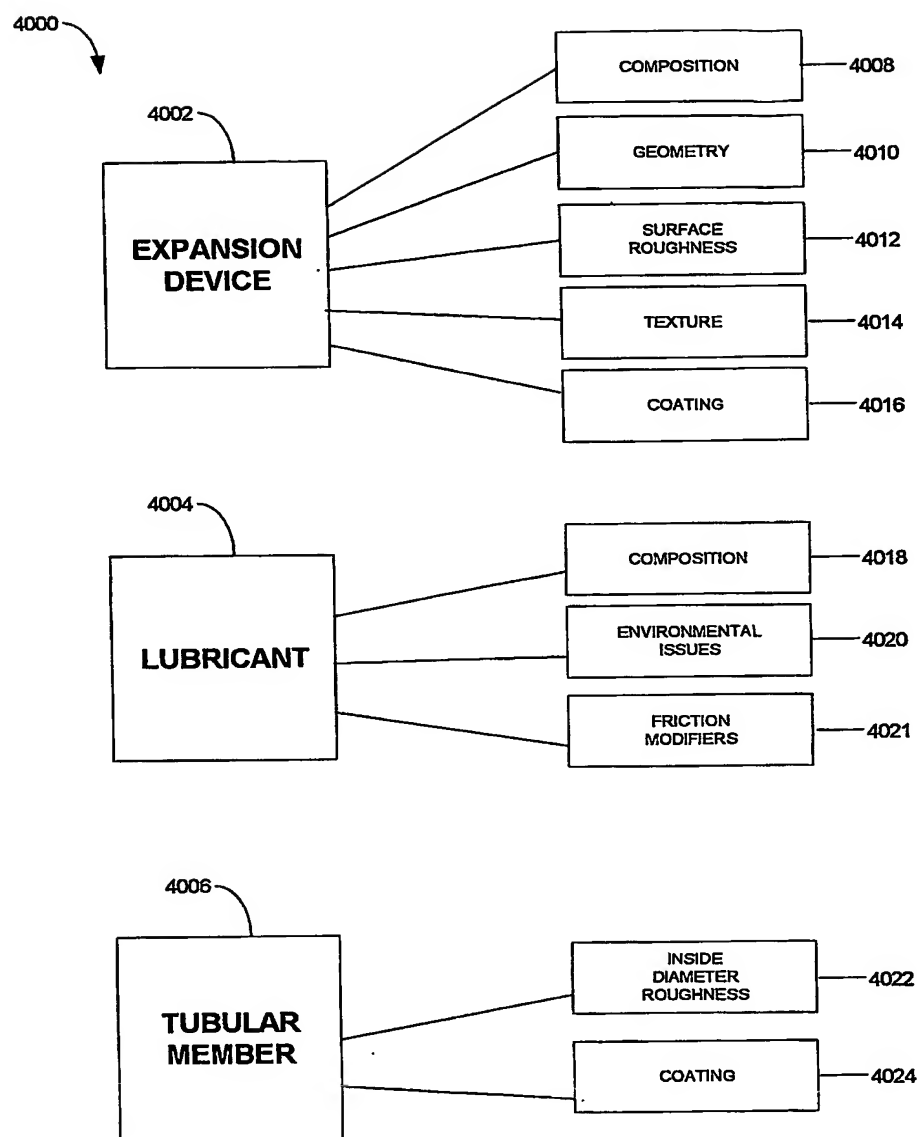 4000
4002
EXPANSION
DEVICE
COMPOSITION
4008
GEOMETRY
4010
SURFACE
ROUGHNESS
4012
TEXTURE
4014
COATING
4016
4004
LUBRICANT
COMPOSITION
4018
ENVIRONMENTAL
ISSUES
4020
FRICTION
MODIFIERS
4021
4006
TUBULAR
MEMBER
INSIDE
DIAMETER
ROUGHNESS
4022
COATING
4024